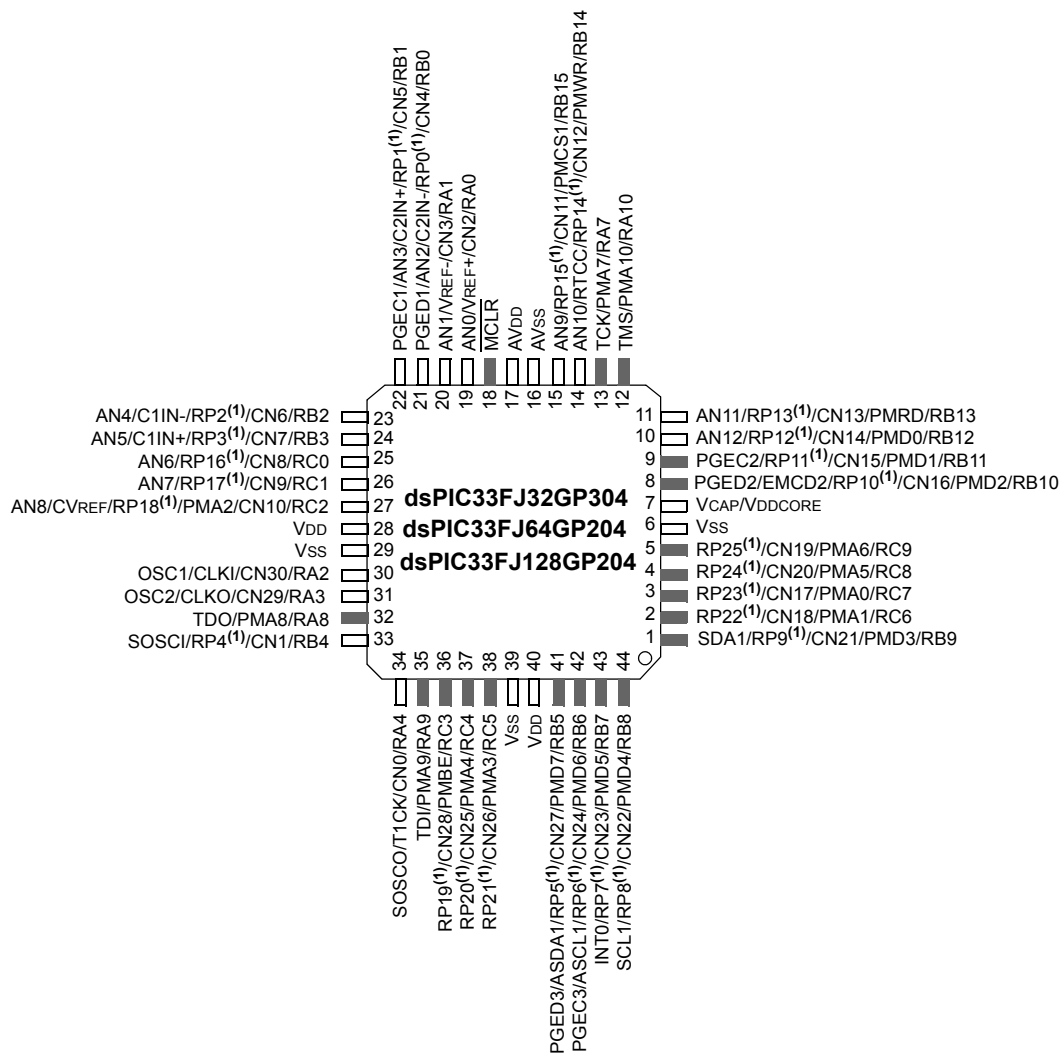 PGEC1/AN3/C2IN+/RP1(1)/CN5/RB1
PGED1/AN2/C2IN-/RP0(1)/CN4/RB0
AN1/VREF-/CN3/RA1
AN0/VREF+/CN2/RA0
MCLR
AVDD
AVSS
AN9/RP15(1)/CN11/PMCS1/RB15
AN10/RTCC/RP14(1)/CN12/PMWR/RB14
TCK/PMA7/RA7
TMS/PMA10/RA10
22
21
20
19
18
17
16
15
14
13
12
AN4/C1IN-/RP2(1)/CN6/RB2 23
AN5/C1IN+/RP3(1)/CN7/RB3 24
AN6/RP16(1)/CN8/RC0 25
AN7/RP17(1)/CN9/RC1 26
AN8/CVREF/RP18(1)/PMA2/CN10/RC2 27
VDD 28
VSS 29
OSC1/CLKI/CN30/RA2 30
OSC2/CLKO/CN29/RA3 31
TDO/PMA8/RA8 32
SOSCI/RP4(1)/CN1/RB4 33
dsPIC33FJ32GP304
dsPIC33FJ64GP204
dsPIC33FJ128GP204
11 AN11/RP13(1)/CN13/PMRD/RB13
10 AN12/RP12(1)/CN14/PMD0/RB12
9 PGEC2/RP11(1)/CN15/PMD1/RB11
8 PGED2/EMCD2/RP10(1)/CN16/PMD2/RB10
7 VCAP/VDDCORE
6 VSS
5 RP25(1)/CN19/PMA6/RC9
4 RP24(1)/CN20/PMA5/RC8
3 RP23(1)/CN17/PMA0/RC7
2 RP22(1)/CN18/PMA1/RC6
1 SDA1/RP9(1)/CN21/PMD3/RB9
34
35
36
37
38
39
40
41
42
43
44
SOSCO/T1CK/CN0/RA4
TDI/PMA9/RA9
RP19(1)/CN28/PMBE/RC3
RP20(1)/CN25/PMA4/RC4
RP21(1)/CN26/PMA3/RC5
VSS
VDD
PGED3/ASDA1/RP5(1)/CN27/PMD7/RB5
PGEC3/ASCL1/RP6(1)/CN24/PMD6/RB6
INT0/RP7(1)/CN23/PMD5/RB7
SCL1/RP8(1)/CN22/PMD4/RB8